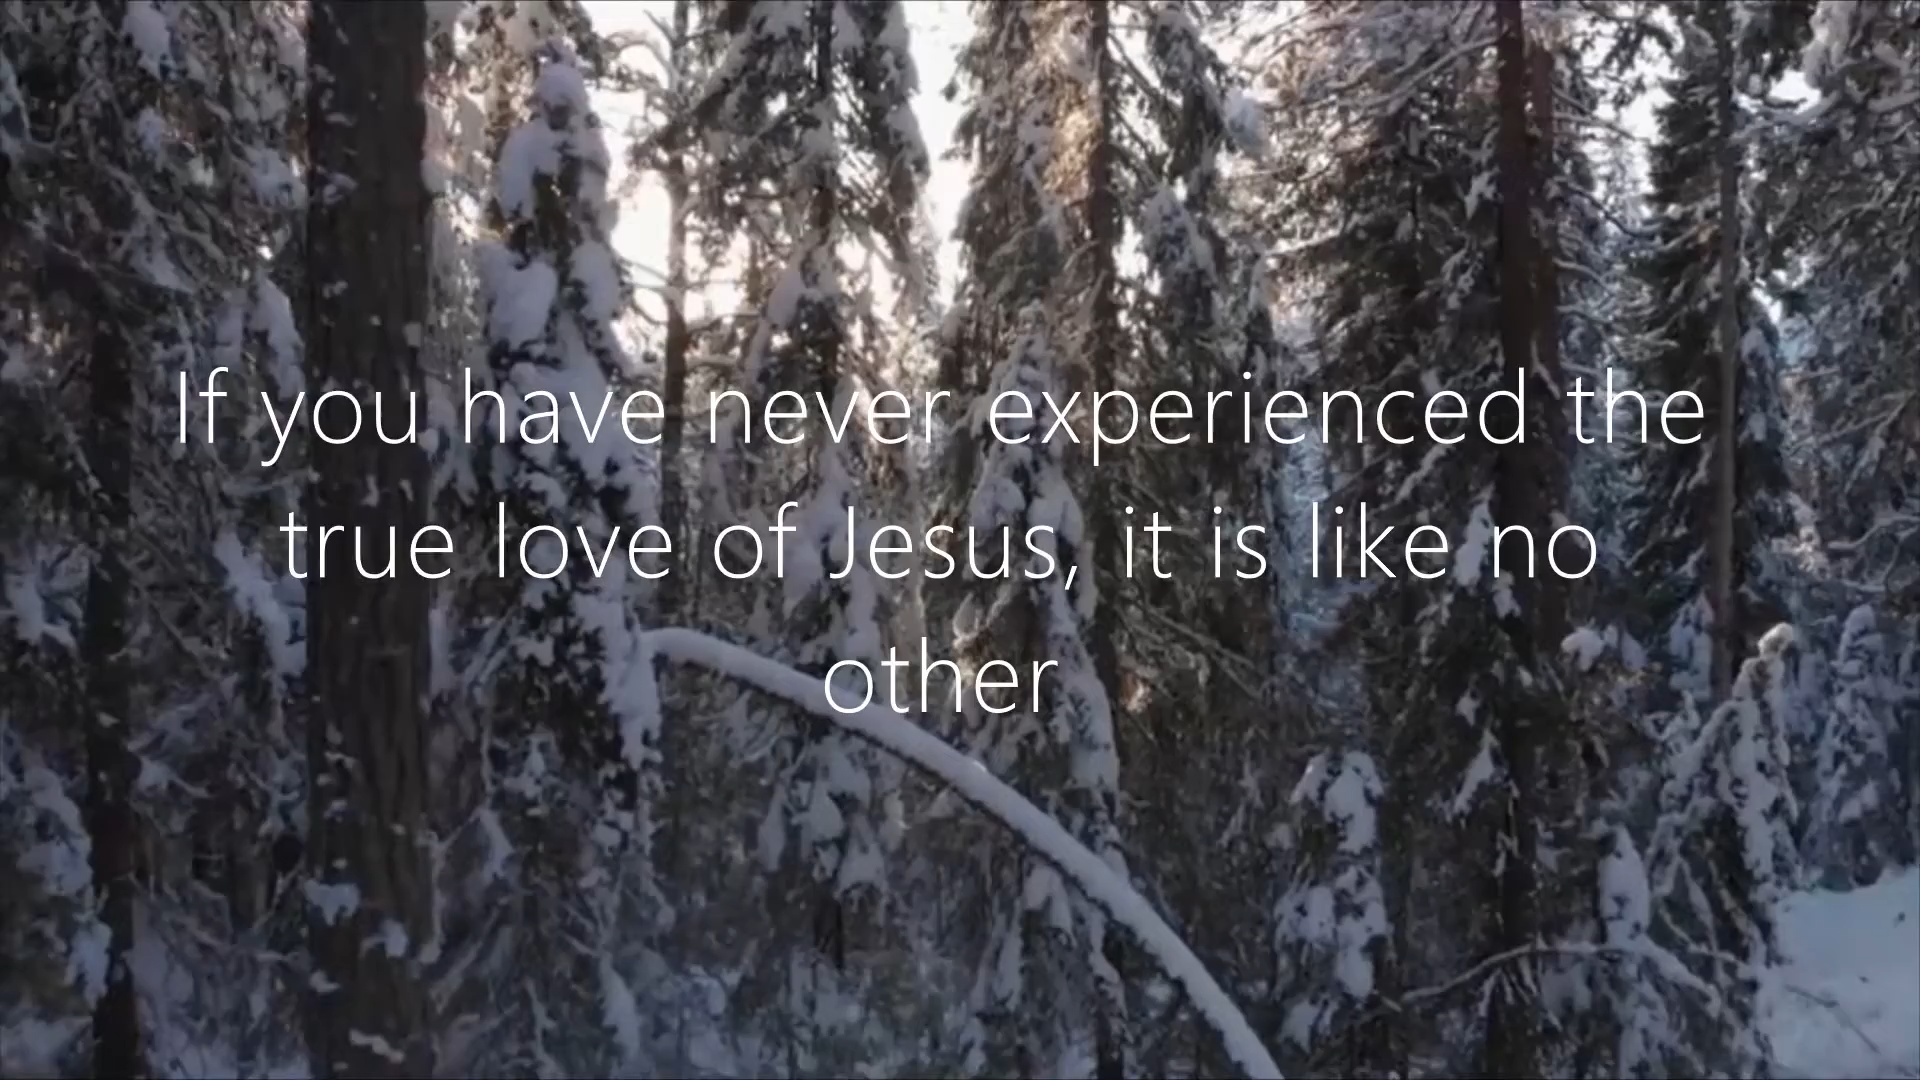 If you have never experienced the
true love of Jesus, it is like no
other